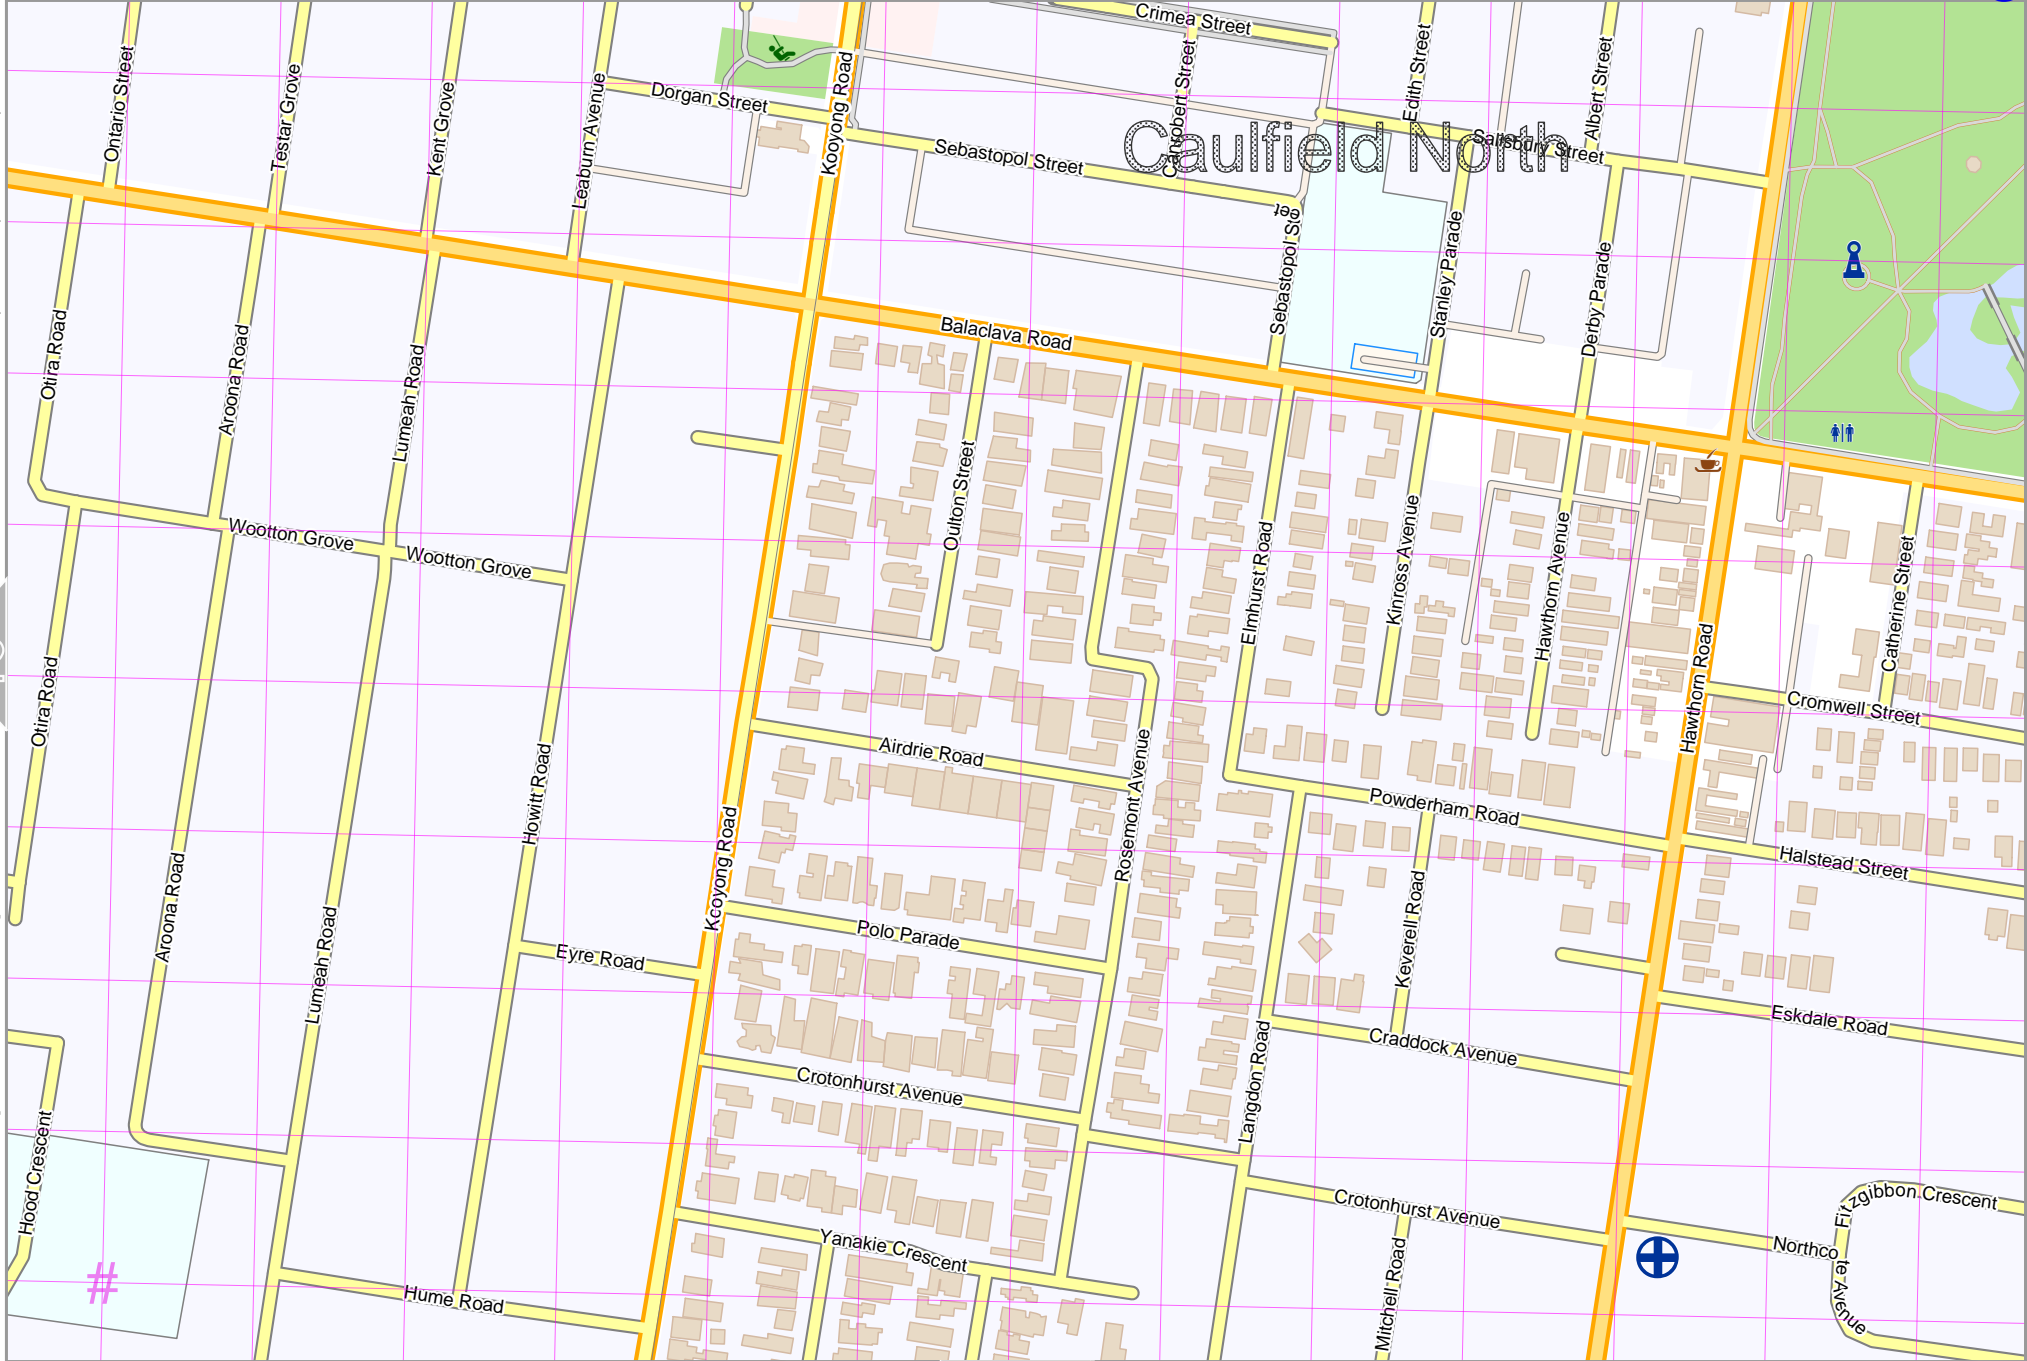 Crimea Street
Ontario Street
Testar Grove
Kent Grove
Leaburn Avenue
Dorgan Street
Kooyong Road
Canrobert Street
Edith Street
Albert Street
Caulfield North
Salisbury Street
Sebastopol Street
Sebastopol Street
Stanley Parade
Derby Parade
Balaclava Road
Otira Road
Aroona Road
Lumeah Road
Oulton Street
Wootton Grove
Wootton Grove
Elmhurst Road
Kinross Avenue
Hawthorn Avenue
Catherine Street
Hawthorn Road
Cromwell Street
Otira Road
Airdrie Road
Rosemont Avenue
Howitt Road
Kooyong Road
Powderham Road
Halstead Street
Aroona Road
Lumeah Road
Eyre Road
Polo Parade
Keverell Road
Eskdale Road
Craddock Avenue
Langdon Road
Crotonhurst Avenue
Hood Crescent
Crotonhurst Avenue
Fitzgibbon Crescent
Yanakie Crescent
Northcote Avenue
Hume Road
Mitchell Road
#